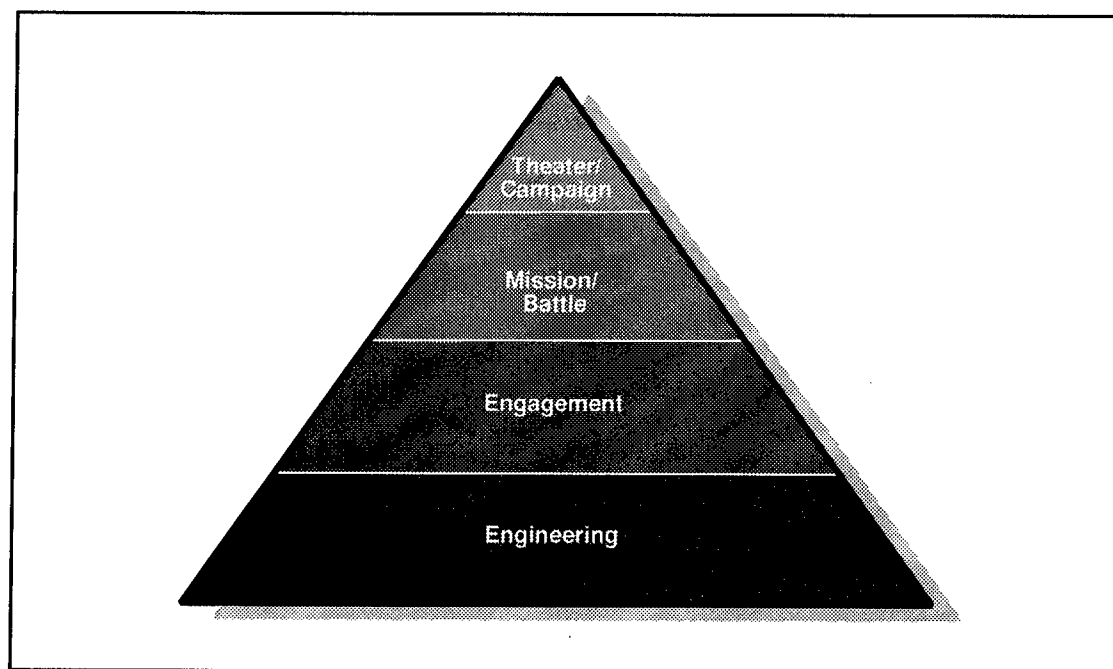 Theater/
Campaign
Mission/
Battle
Engagement
Engineering